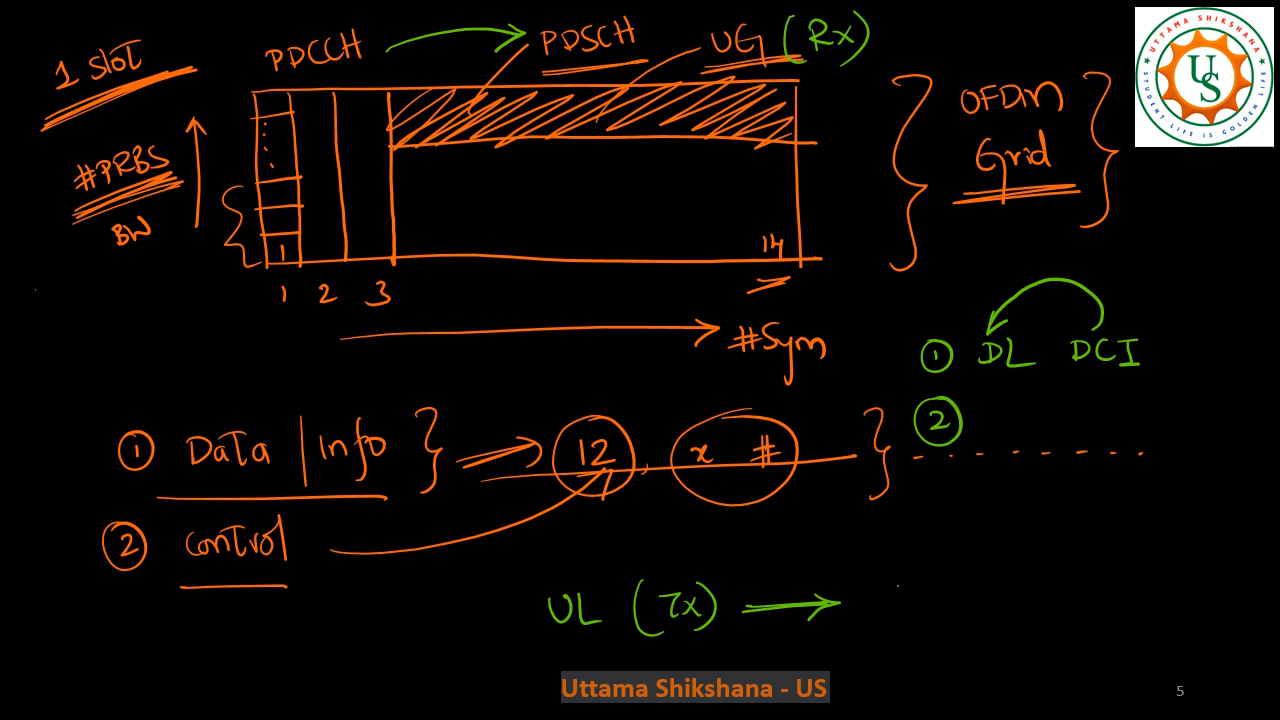 1 Slot
PDCCH
PDSCH
UE1 (Rx)
#PRBS
BW
1
14
1 2 3
#Sym
OFDM
Grid
UTTAMA SHIKSHANA
US
STUDENT LIFE IS GOLDEN LIFE
① DL DCI
②
① Data | Info
12, x #
② Control
UL (Tx)
Uttama Shikshana - US
5